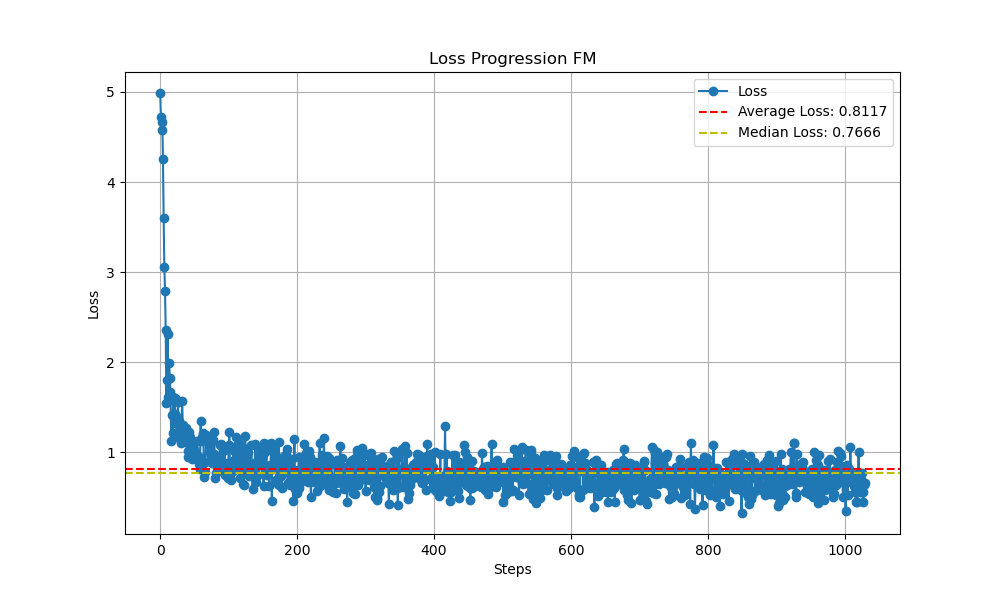 Loss Progression FM
Loss
Average Loss: 0.8117
Median Loss: 0.7666
5
4
3
2
1
Loss
0 200 400 600 800 1000
Steps